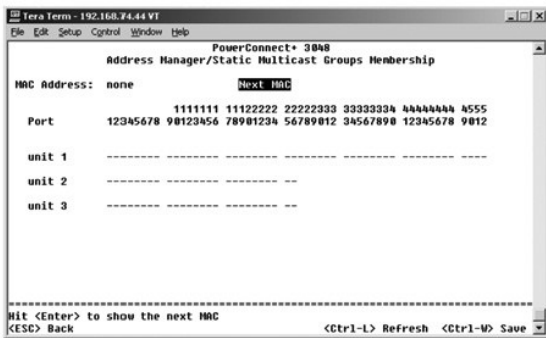 Tera Term - 192.168.74.44 VT
File Edit Setup Control Window Help
PowerConnect+ 3048
Address Manager/Static Multicast Groups Membership
MAC Address: none Next MAC
1111111 11122222 22222333 33333334 44444444 4555
Port 12345678 90123456 78901234 56789012 34567890 12345678 9012
unit 1 -------- -------- -------- -------- -------- -------- ----
unit 2 -------- -------- -------- --
unit 3 -------- -------- -------- --
Hit <Enter> to show the next MAC
<ESC> Back <Ctrl-L> Refresh <Ctrl-W> Save